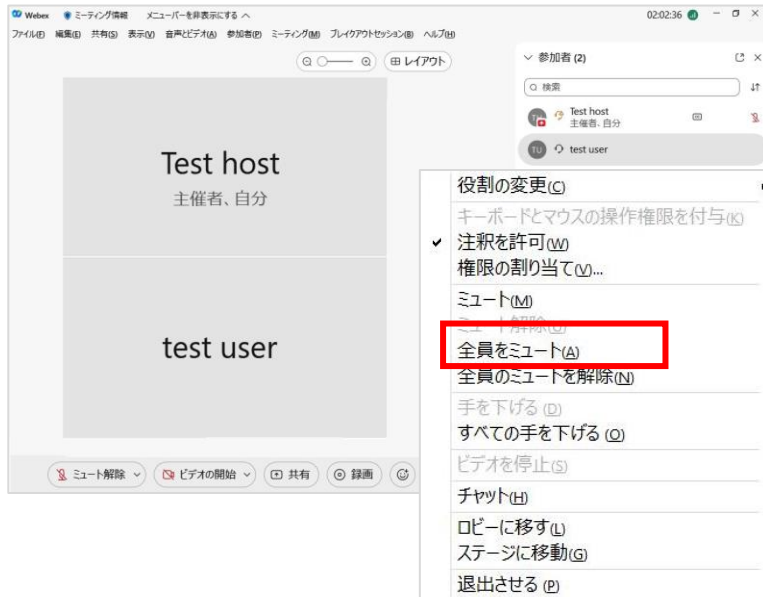 Webex ミーティング情報 メニューバーを非表示にする 02:02:36
ファイル(F) 編集(E) 共有(S) 表示(V) 音声とビデオ(A) 参加者(P) ミーティング(M) ブレイクアウトセッション(B) ヘルプ(H)
レイアウト
参加者 (2)
検索
Test host
主催者、自分
TU test user
Test host
主催者、自分
test user
ミュート解除 ビデオの開始 共有 録画
役割の変更(C)
キーボードとマウスの操作権限を付与(K)
注釈を許可(W)
権限の割り当て(V)...
ミュート(M)
ミュート解除(U)
全員をミュート(A)
全員のミュートを解除(N)
手を下げる (D)
すべての手を下げる (O)
ビデオを停止(S)
チャット(H)
ロビーに移す(L)
ステージに移動(G)
退出させる (P)